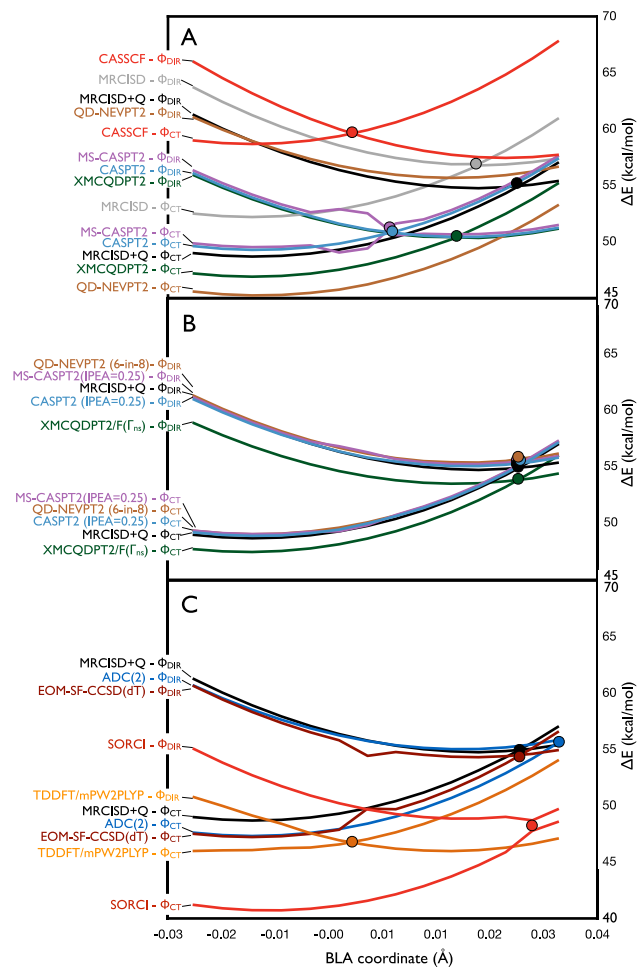 A
70
65
60
55
50
45
ΔE (kcal/mol)
CASSCF - ΦDIR
MRCISD - ΦDIR
MRCISD+Q - ΦDIR
QD-NEVPT2 - ΦDIR
CASSCF - ΦCT
MS-CASPT2 - ΦDIR
CASPT2 - ΦDIR
XMCQDPT2 - ΦDIR
MRCISD - ΦCT
MS-CASPT2 - ΦCT
CASPT2 - ΦCT
MRCISD+Q - ΦCT
XMCQDPT2 - ΦCT
QD-NEVPT2 - ΦCT
B
70
65
60
55
50
45
ΔE (kcal/mol)
QD-NEVPT2 (6-in-8) - ΦDIR
MS-CASPT2(IPEA=0.25) - ΦDIR
MRCISD+Q - ΦDIR
CASPT2 (IPEA=0.25) - ΦDIR
XMCQDPT2/F(Γns) - ΦDIR
MS-CASPT2(IPEA=0.25) - ΦCT
QD-NEVPT2 (6-in-8) - ΦCT
CASPT2 (IPEA=0.25) - ΦCT
MRCISD+Q - ΦCT
XMCQDPT2/F(Γns) - ΦCT
C
70
65
60
55
50
45
40
ΔE (kcal/mol)
MRCISD+Q - ΦDIR
ADC(2) - ΦDIR
EOM-SF-CCSD(dT) - ΦDIR
SORCI - ΦDIR
TDDFT/mPW2PLYP - ΦDIR
MRCISD+Q - ΦCT
ADC(2) - ΦCT
EOM-SF-CCSD(dT) - ΦCT
TDDFT/mPW2PLYP - ΦCT
SORCI - ΦCT
-0.03 -0.02 -0.01 -0.00 0.01 0.02 0.03 0.04
BLA coordinate (Å)